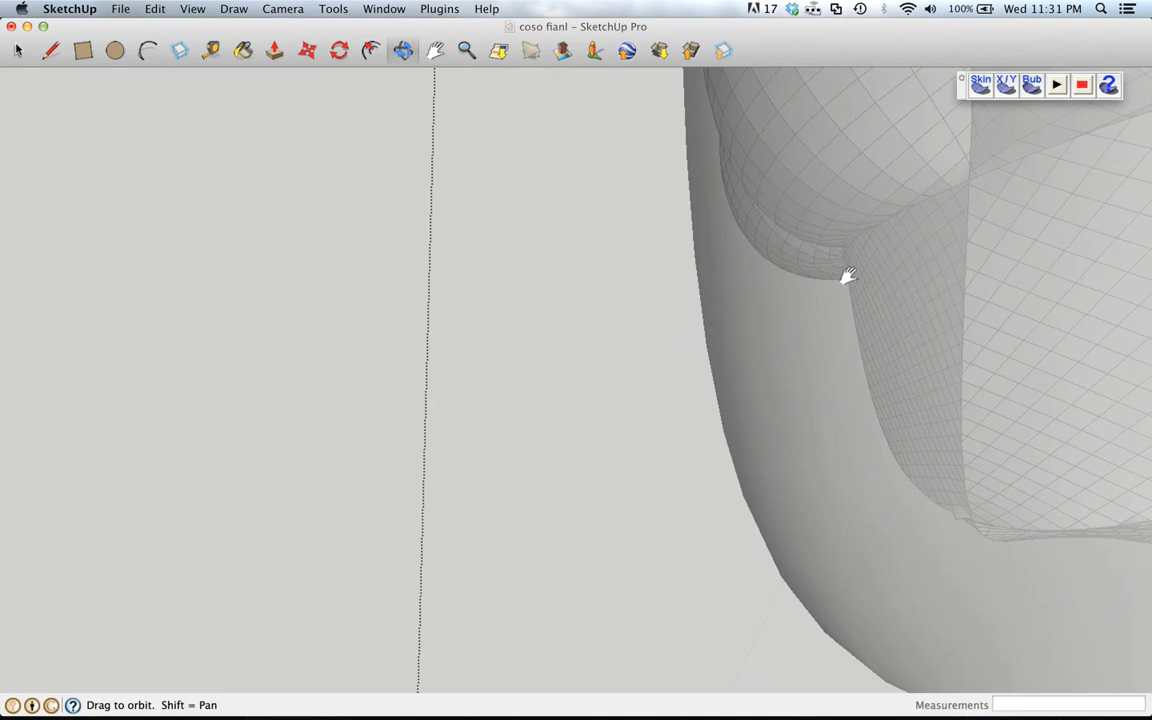 SketchUp File Edit View Draw Camera Tools Window Plugins Help 17 100% Wed 11:31 PM
coso fianl – SketchUp Pro
Skin X / Y Bub ?
? Drag to orbit. Shift = Pan Measurements